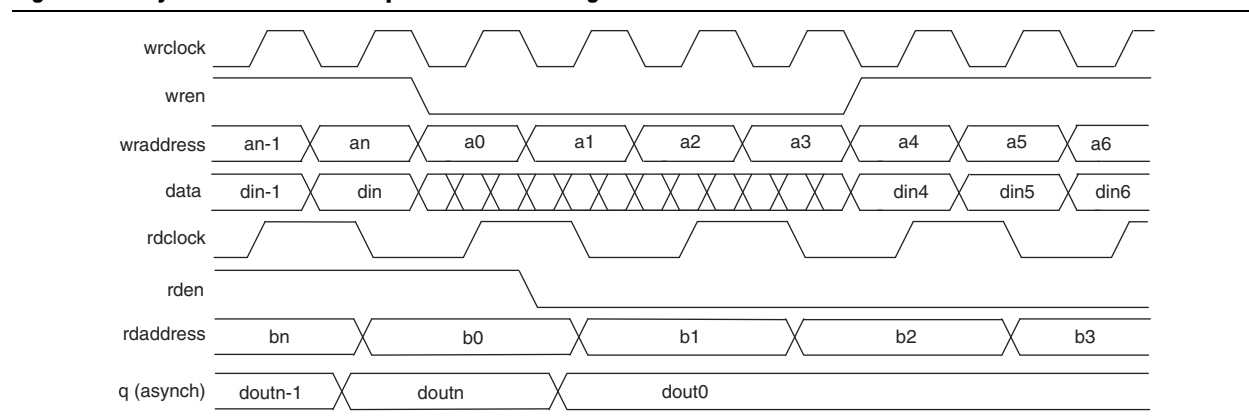 wrclock
wren
wraddress an-1 an a0 a1 a2 a3 a4 a5 a6
data din-1 din din4 din5 din6
rdclock
rden
rdaddress bn b0 b1 b2 b3
q (asynch) doutn-1 doutn dout0